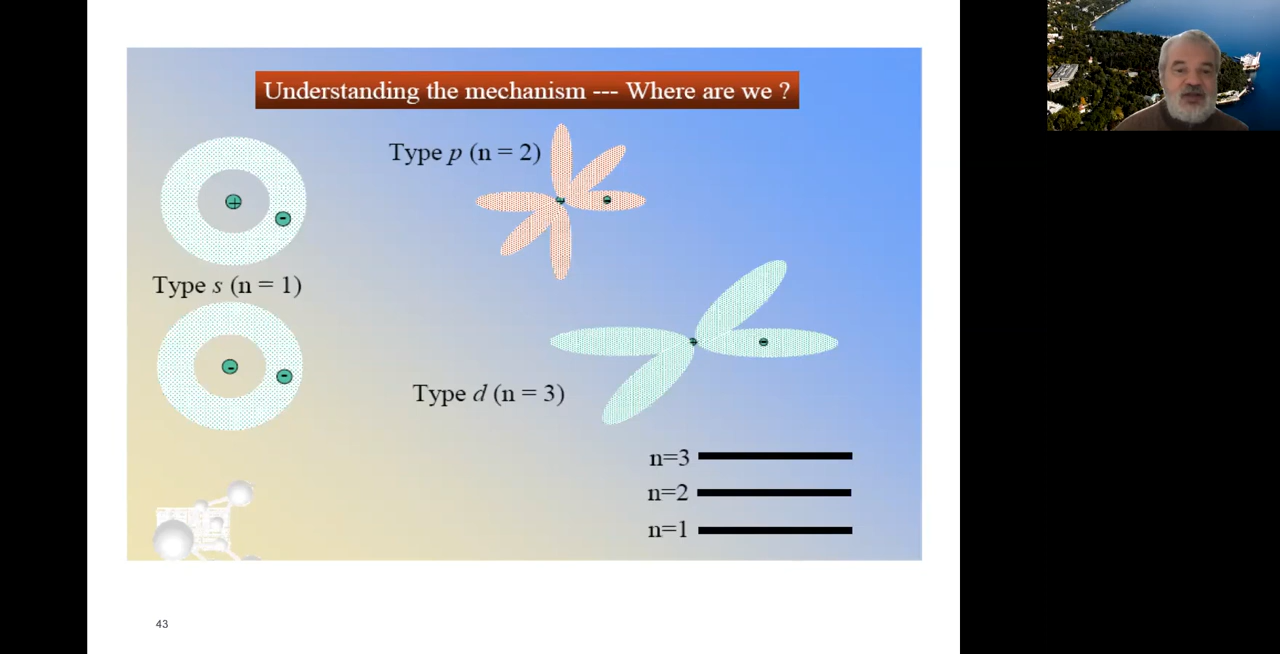 Understanding the mechanism --- Where are we ?
Type p (n = 2)
Type s (n = 1)
Type d (n = 3)
n=3
n=2
n=1
43